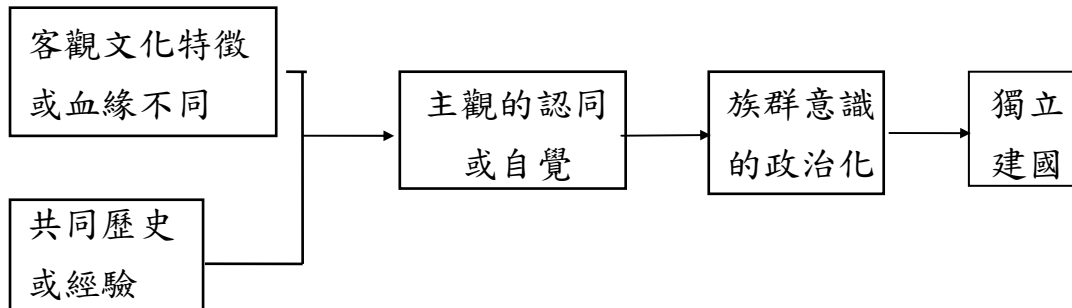 客觀文化特徵
或血緣不同
共同歷史
或經驗
主觀的認同
或自覺
族群意識
的政治化
獨立
建國